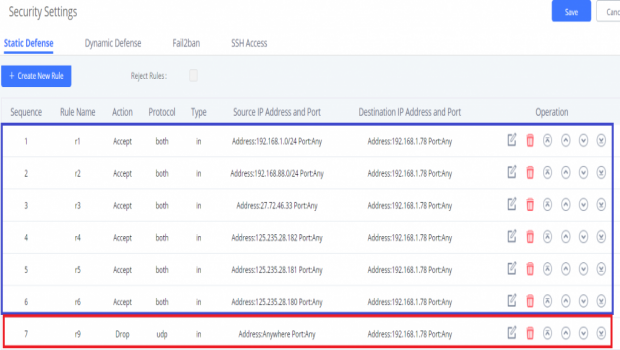 Security Settings
Save Canc
Static Defense Dynamic Defense Fail2ban SSH Access
+ Create New Rule Reject Rules :
Sequence Rule Name Action Protocol Type Source IP Address and Port Destination IP Address and Port Operation
1 r1 Accept both in Address:192.168.1.0/24 Port:Any Address:192.168.1.78 Port:Any
2 r2 Accept both in Address:192.168.88.0/24 Port:Any Address:192.168.1.78 Port:Any
3 r3 Accept both in Address:27.72.46.33 Port:Any Address:192.168.1.78 Port:Any
4 r4 Accept both in Address:125.235.28.182 Port:Any Address:192.168.1.78 Port:Any
5 r5 Accept both in Address:125.235.28.181 Port:Any Address:192.168.1.78 Port:Any
6 r6 Accept both in Address:125.235.28.180 Port:Any Address:192.168.1.78 Port:Any
7 r9 Drop udp in Address:Anywhere Port:Any Address:192.168.1.78 Port:Any